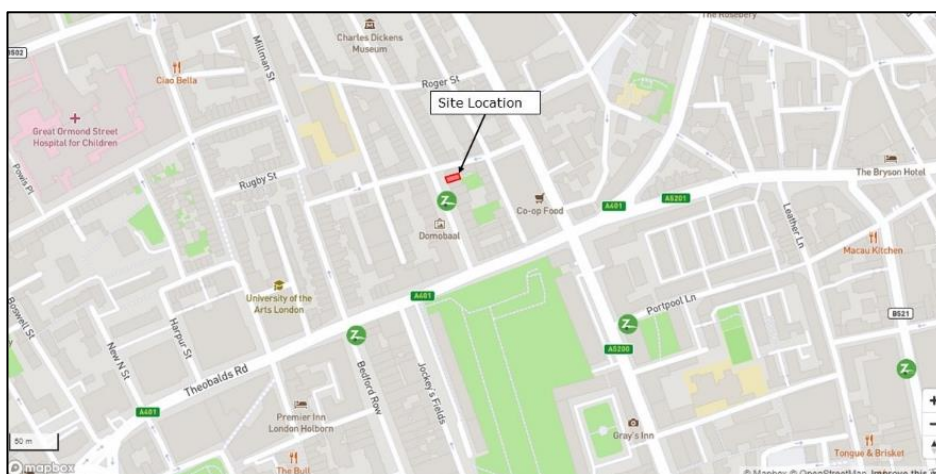 The Rosebery
Charles Dickens
Museum
B502
Millman St
Ciao Bella
Roger St
Site Location
Great Ormond Street
Hospital for Children
Powis Pl
Rugby St
The Bryson Hotel
A5201
A401
Co-op Food
Leather Ln
Domobaal
Macau Kitchen
University of the
Arts London
A401
Portpool Ln
B521
Boswell St
New N St
Harpur St
Theobalds Rd
Bedford Row
Jockey's Fields
A5200
Premier Inn
London Holborn
A401
Gray's Inn
50 m
The Bull
Tongue & Brisket
mapbox
© Mapbox © OpenStreetMap Improve this m